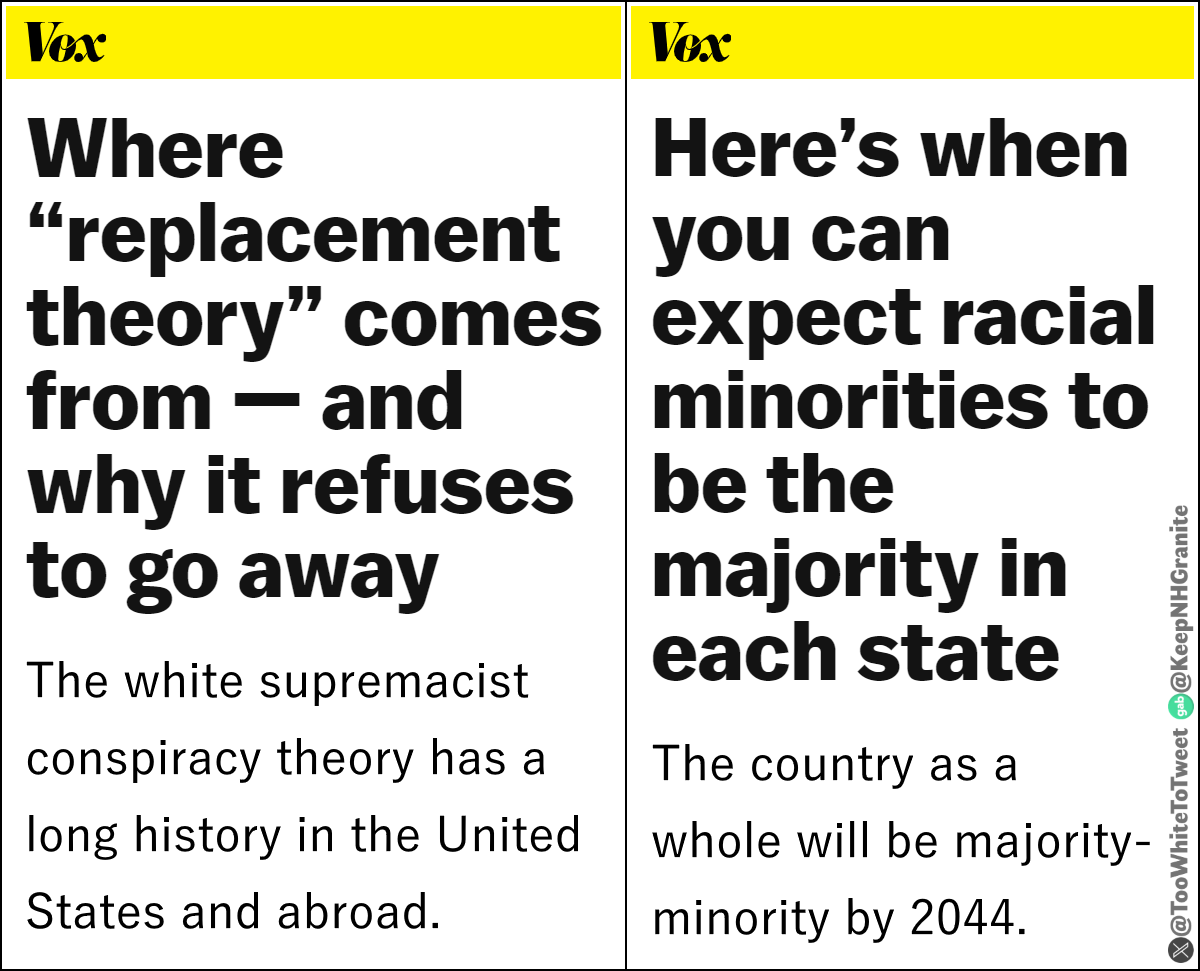 Vox
Where
“replacement
theory” comes
from — and
why it refuses
to go away
The white supremacist
conspiracy theory has a
long history in the United
States and abroad.
Vox
Here’s when
you can
expect racial
minorities to
be the
majority in
each state
The country as a
whole will be majority-
minority by 2044.
X @TooWhiteToTweet gab @KeepNHGranite